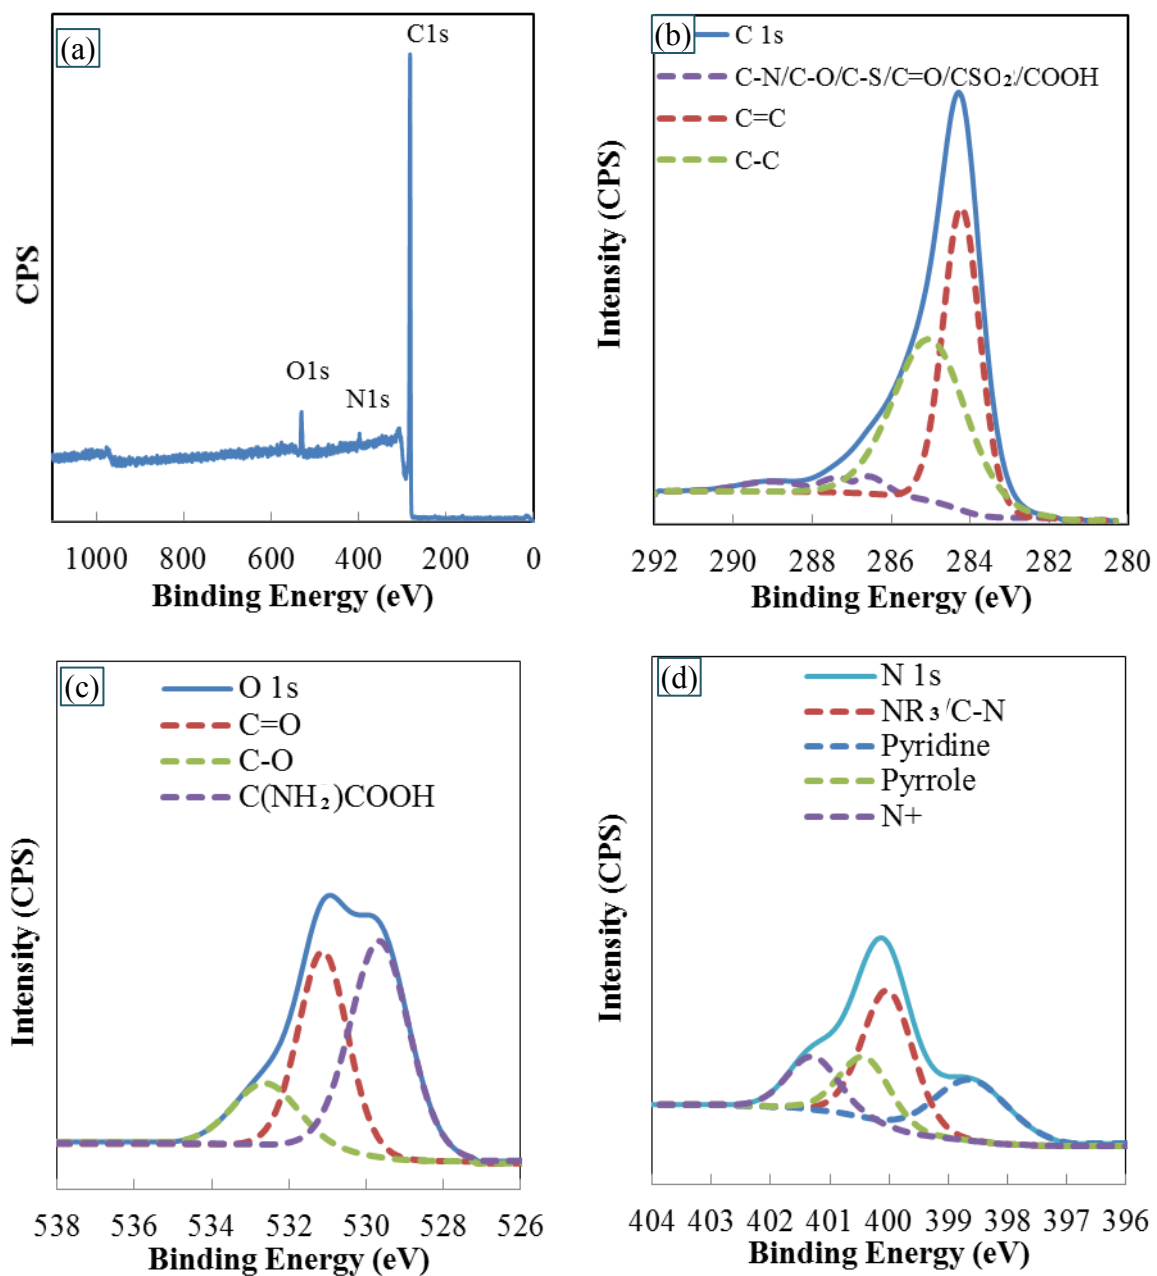 (a)
C1s
O1s
N1s
CPS
1000 800 600 400 200 0
Binding Energy (eV)
(b)
C 1s
C-N/C-O/C-S/C=O/CSO₂/COOH
C=C
C-C
Intensity (CPS)
292 290 288 286 284 282 280
Binding Energy (eV)
(c)
O 1s
C=O
C-O
C(NH₂)COOH
Intensity (CPS)
538 536 534 532 530 528 526
Binding Energy (eV)
(d)
N 1s
NR₃/C-N
Pyridine
Pyrrole
N+
Intensity (CPS)
404 403 402 401 400 399 398 397 396
Binding Energy (eV)